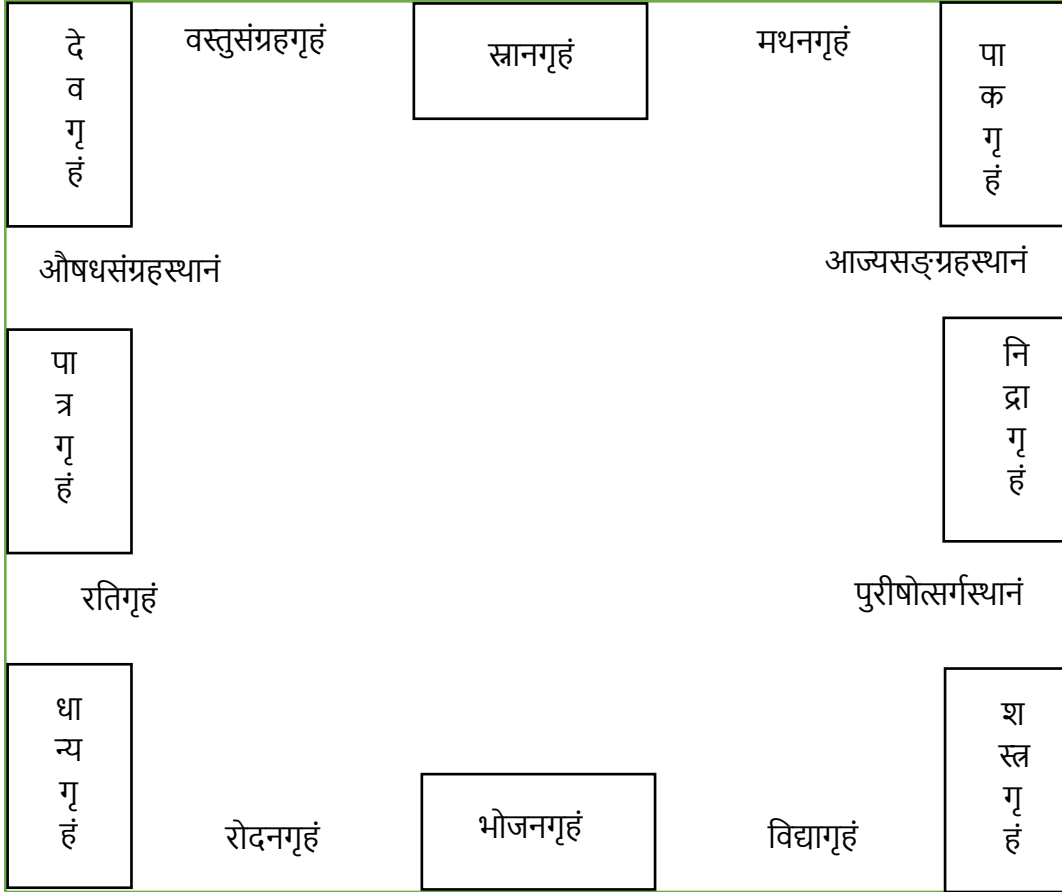 देवगृहं
वस्तुसंग्रहगृहं
स्नानगृहं
मथनगृहं
पाकगृहं
औषधसंग्रहस्थानं
आज्यसङ्ग्रहस्थानं
पात्रगृहं
निद्रागृहं
रतिगृहं
पुरीषोत्सर्गस्थानं
धान्यगृहं
रोदनगृहं
भोजनगृहं
विद्यागृहं
शस्त्रगृहं